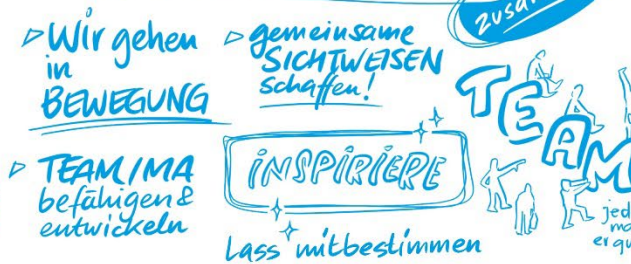 ▷ Wir gehen
in
BEWEGUNG
▷ gemeinsame
SICHTWEISEN
schaffen!
▷ TEAM/MA
befähigen &
entwickeln
INSPIRIERE
Lass mitbestimmen
TEAM